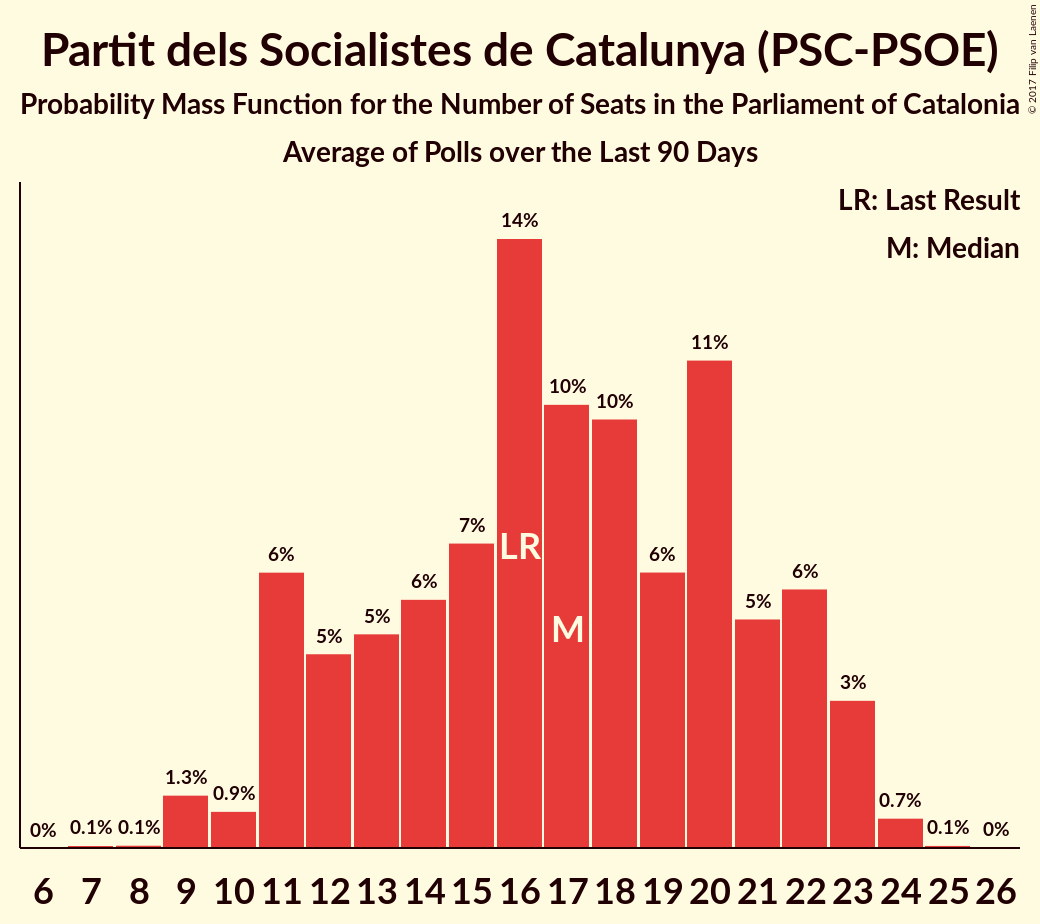 Partit dels Socialistes de Catalunya (PSC-PSOE)
Probability Mass Function for the Number of Seats in the Parliament of Catalonia
Average of Polls over the Last 90 Days
© 2017 Filip van Laenen
LR: Last Result
M: Median
0% 0.1% 0.1% 1.3% 0.9% 6% 5% 5% 6% 7% 14% 10% 10% 6% 11% 5% 6% 3% 0.7% 0.1% 0%
LR
M
6 7 8 9 10 11 12 13 14 15 16 17 18 19 20 21 22 23 24 25 26